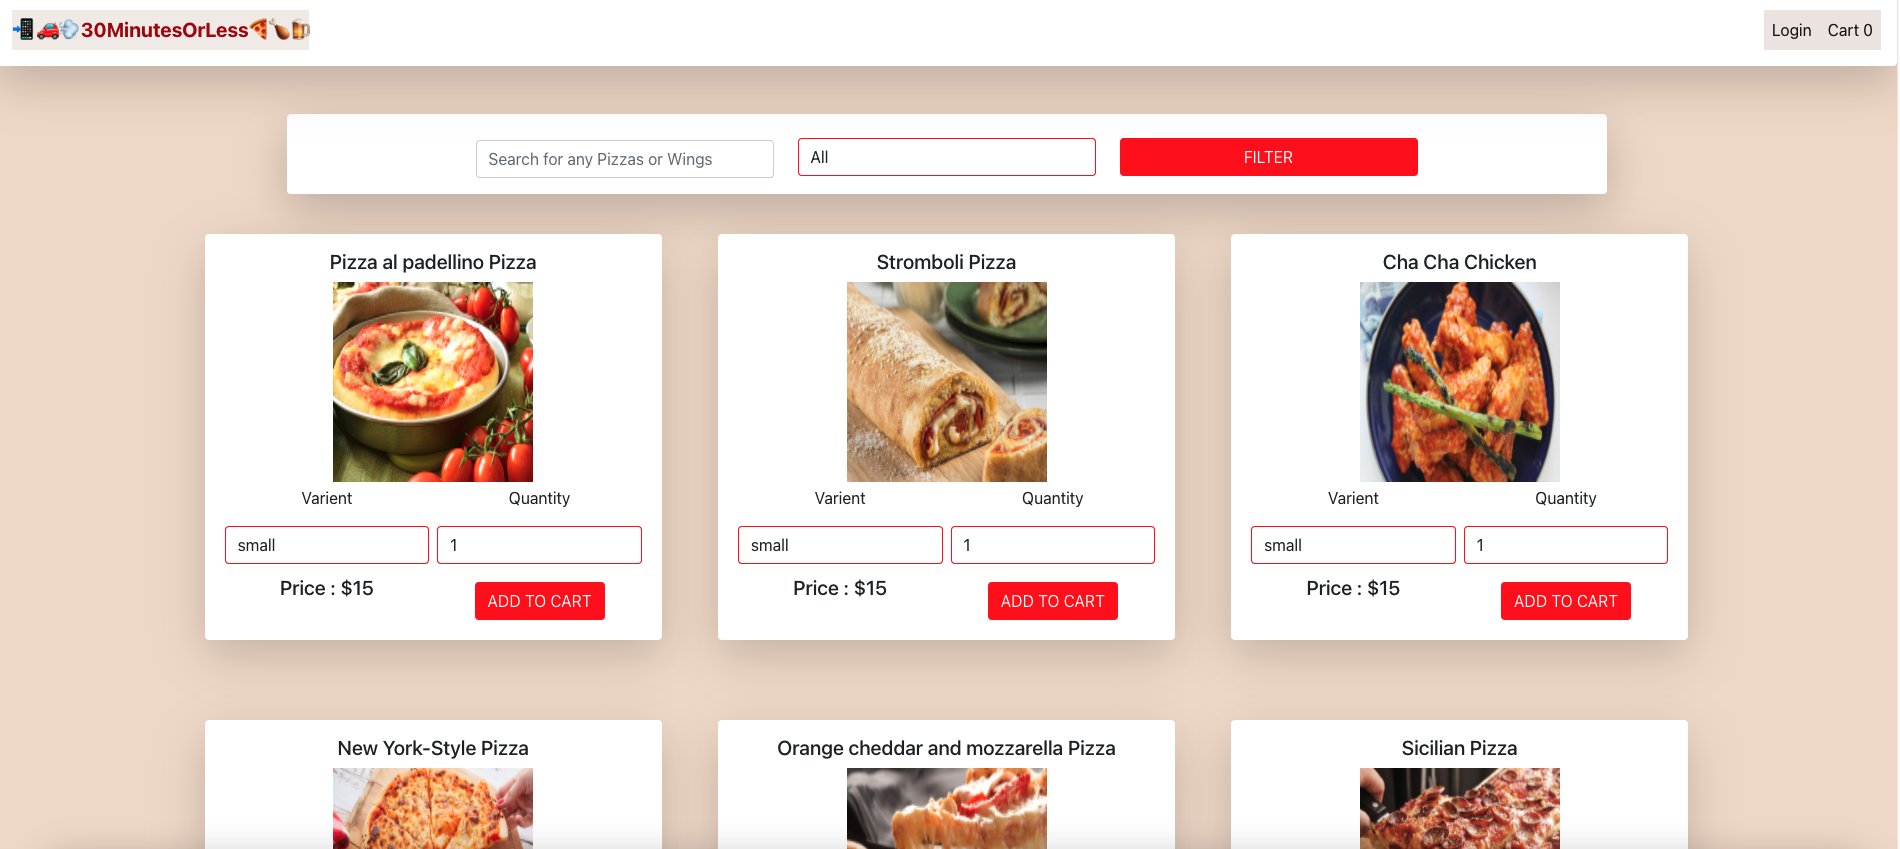 📲🚗💨30MinutesOrLess🍕🍗🍺
Login Cart 0
Search for any Pizzas or Wings All FILTER
Pizza al padellino Pizza
Varient Quantity
small 1
Price : $15 ADD TO CART
Stromboli Pizza
Varient Quantity
small 1
Price : $15 ADD TO CART
Cha Cha Chicken
Varient Quantity
small 1
Price : $15 ADD TO CART
New York-Style Pizza
Orange cheddar and mozzarella Pizza
Sicilian Pizza